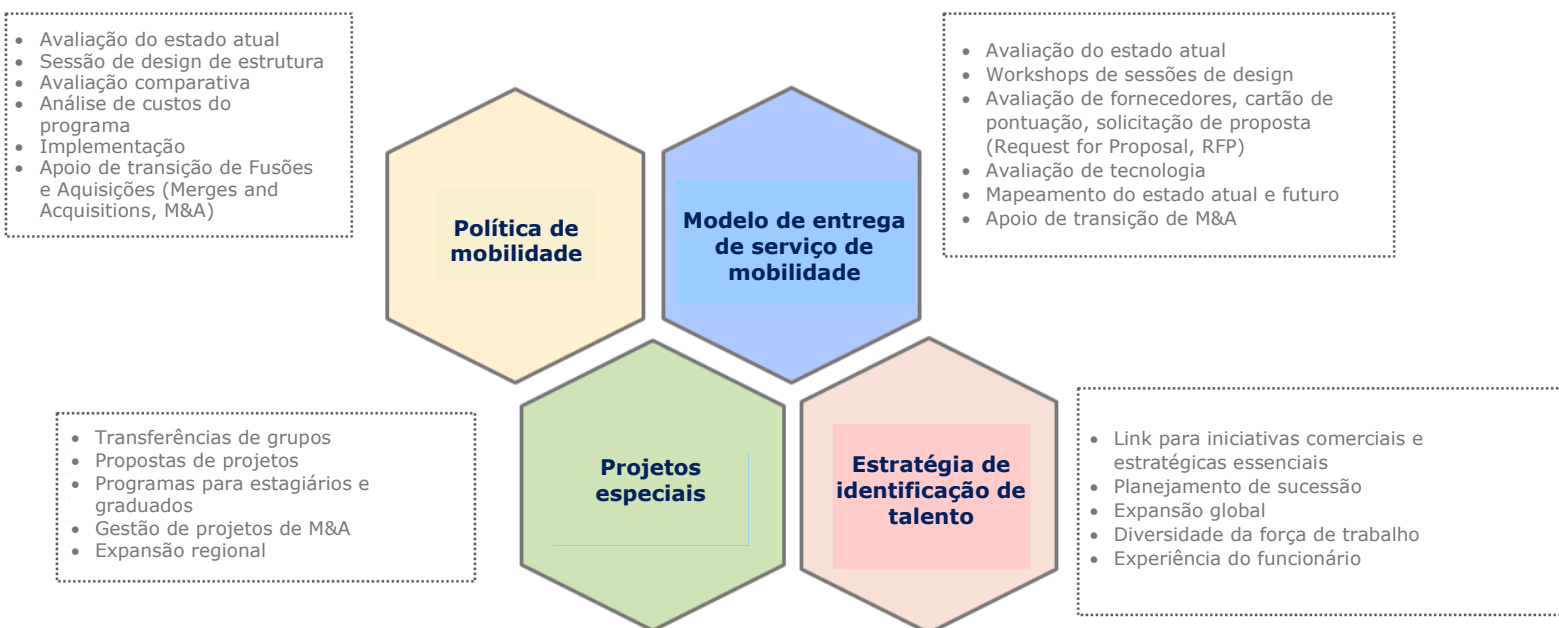 • Avaliação do estado atual
• Sessão de design de estrutura
• Avaliação comparativa
• Análise de custos do
programa
• Implementação
• Apoio de transição de Fusões
e Aquisições (Merges and
Acquisitions, M&A)
• Avaliação do estado atual
• Workshops de sessões de design
• Avaliação de fornecedores, cartão de
pontuação, solicitação de proposta
(Request for Proposal, RFP)
• Avaliação de tecnologia
• Mapeamento do estado atual e futuro
• Apoio de transição de M&A
Política de
mobilidade
Modelo de entrega
de serviço de
mobilidade
• Transferências de grupos
• Propostas de projetos
• Programas para estagiários e
graduados
• Gestão de projetos de M&A
• Expansão regional
Projetos
especiais
Estratégia de
identificação de
talento
• Link para iniciativas comerciais e
estratégicas essenciais
• Planejamento de sucessão
• Expansão global
• Diversidade da força de trabalho
• Experiência do funcionário